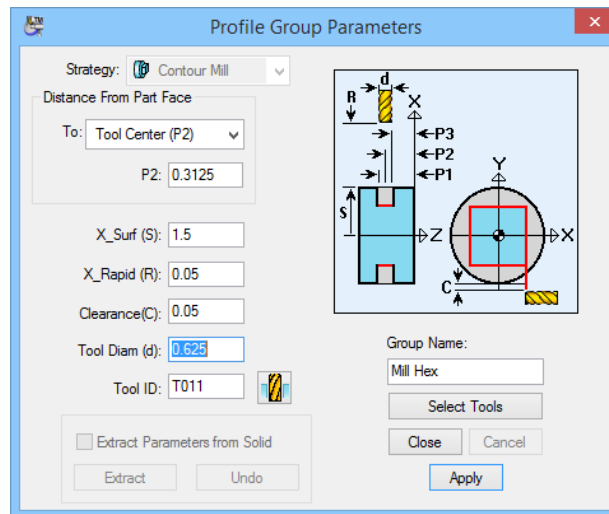 Profile Group Parameters
Strategy: Contour Mill
Distance From Part Face
To: Tool Center (P2)
P2: 0.3125
X_Surf (S): 1.5
X_Rapid (R): 0.05
Clearance(C): 0.05
Tool Diam (d): 0.625
Tool ID: T011
Extract Parameters from Solid
Extract Undo
d
R
X
P3
P2
P1
Y
S
Z
X
C
Group Name:
Mill Hex
Select Tools
Close Cancel
Apply